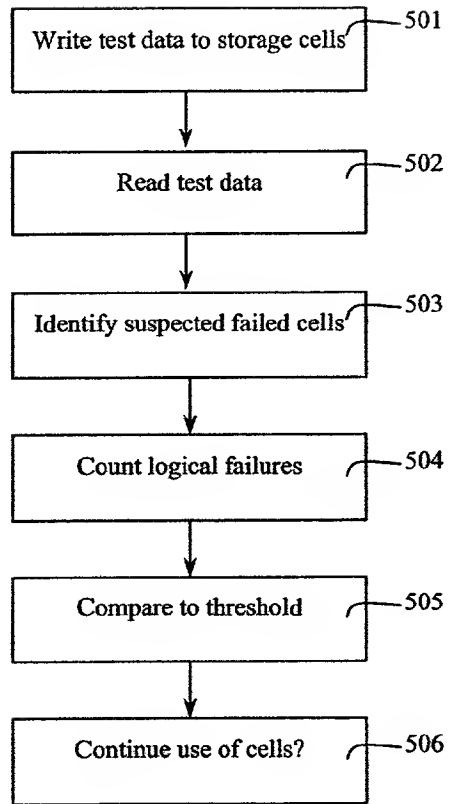 Write test data to storage cells 501
Read test data 502
Identify suspected failed cells 503
Count logical failures 504
Compare to threshold 505
Continue use of cells? 506